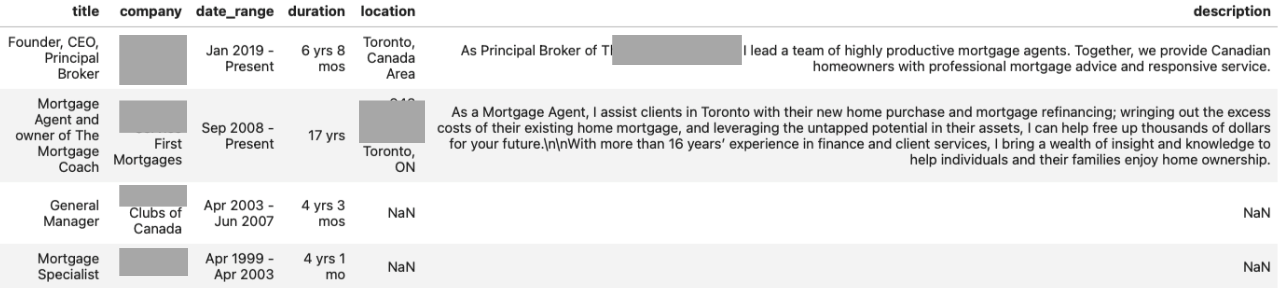 title company date_range duration location description
Founder, CEO, Principal Broker Jan 2019 - Present 6 yrs 8 mos Toronto, Canada Area As Principal Broker of I lead a team of highly productive mortgage agents. Together, we provide Canadian homeowners with professional mortgage advice and responsive service.
Mortgage Agent and owner of The Mortgage Coach First Mortgages Sep 2008 - Present 17 yrs Toronto, ON As a Mortgage Agent, I assist clients in Toronto with their new home purchase and mortgage refinancing; wringing out the excess costs of their existing home mortgage, and leveraging the untapped potential in their assets, I can help free up thousands of dollars for your future.\n\nWith more than 16 years’ experience in finance and client services, I bring a wealth of insight and knowledge to help individuals and their families enjoy home ownership.
General Manager Clubs of Canada Apr 2003 - Jun 2007 4 yrs 3 mos NaN NaN
Mortgage Specialist Apr 1999 - Apr 2003 4 yrs 1 mo NaN NaN